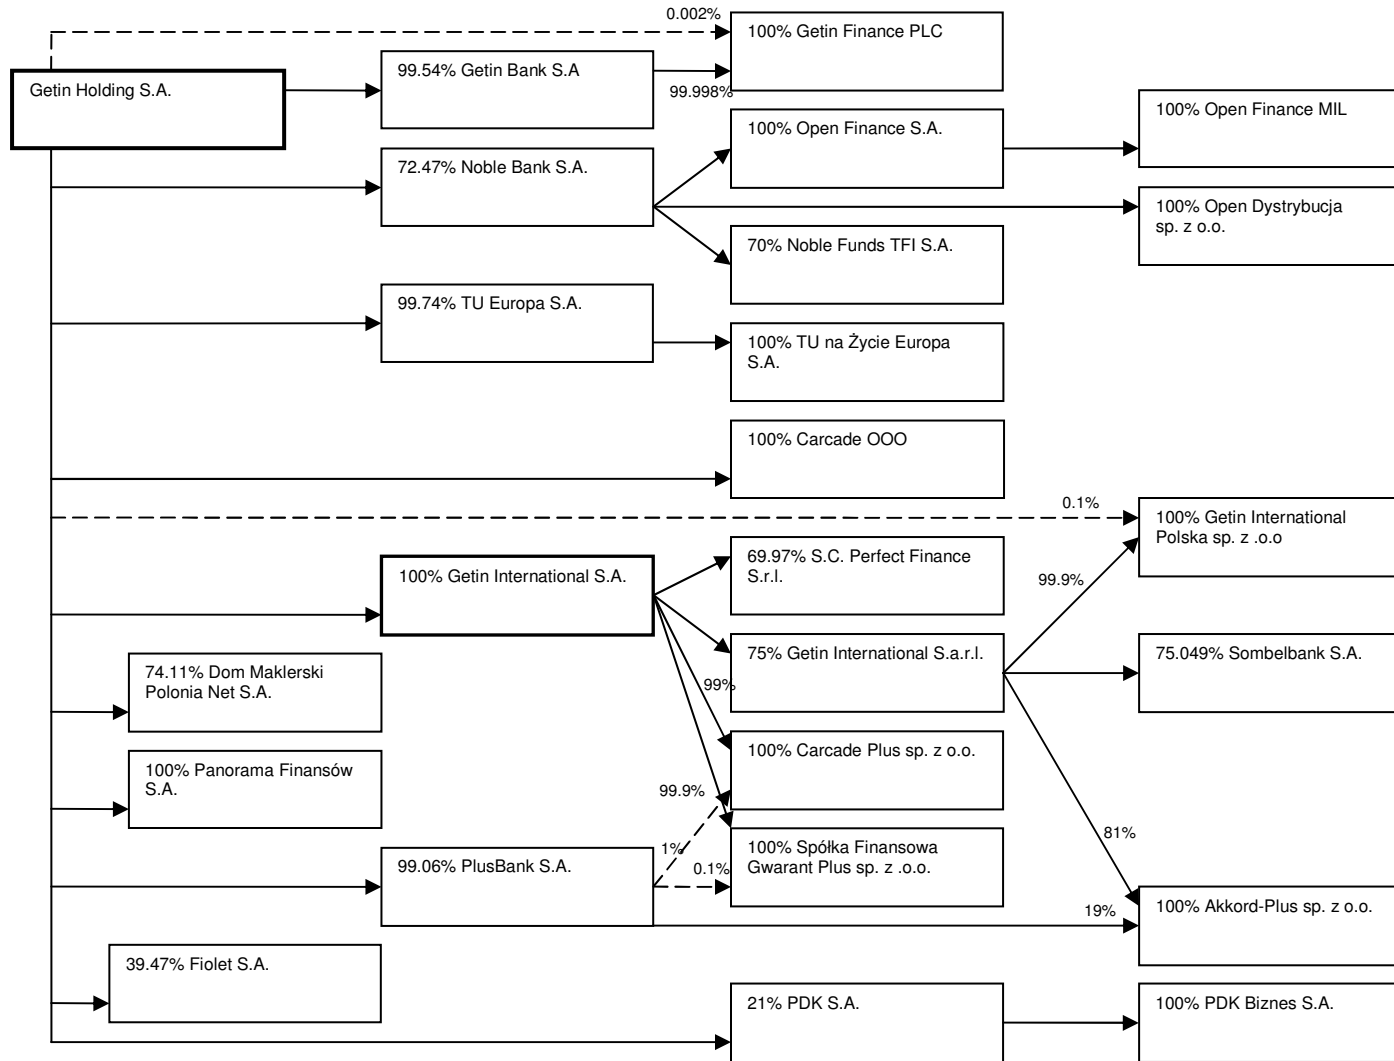 0.002%
100% Getin Finance PLC
Getin Holding S.A.
99.54% Getin Bank S.A
99.998%
100% Open Finance S.A.
100% Open Finance MIL
72.47% Noble Bank S.A.
100% Open Dystrybucja
sp. z o.o.
70% Noble Funds TFI S.A.
99.74% TU Europa S.A.
100% TU na Życie Europa
S.A.
100% Carcade OOO
0.1%
100% Getin International
Polska sp. z .o.o
69.97% S.C. Perfect Finance
S.r.l.
100% Getin International S.A.
99.9%
75% Getin International S.a.r.l.
75.049% Sombelbank S.A.
74.11% Dom Maklerski
Polonia Net S.A.
99%
100% Carcade Plus sp. z o.o.
100% Panorama Finansów
S.A.
99.9%
81%
100% Spółka Finansowa
Gwarant Plus sp. z .o.o.
1%
0.1%
99.06% PlusBank S.A.
19%
100% Akkord-Plus sp. z o.o.
39.47% Fiolet S.A.
21% PDK S.A.
100% PDK Biznes S.A.